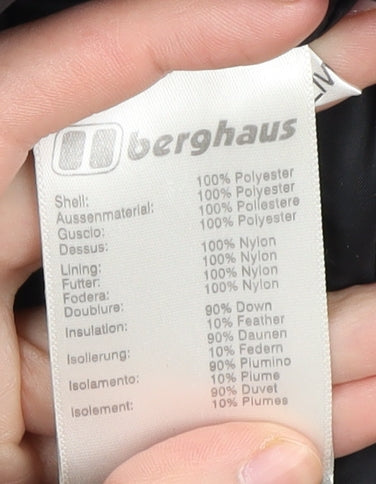 berghaus
Shell: 100% Polyester
Aussenmaterial: 100% Polyester
Guscio: 100% Poliestere
Dessus: 100% Polyester
Lining: 100% Nylon
Futter: 100% Nylon
Fodera: 100% Nylon
Doublure: 100% Nylon
Insulation: 90% Down
10% Feather
Isolierung: 90% Daunen
10% Federn
Isolamento: 90% Piumino
10% Piume
Isolement: 90% Duvet
10% Plumes